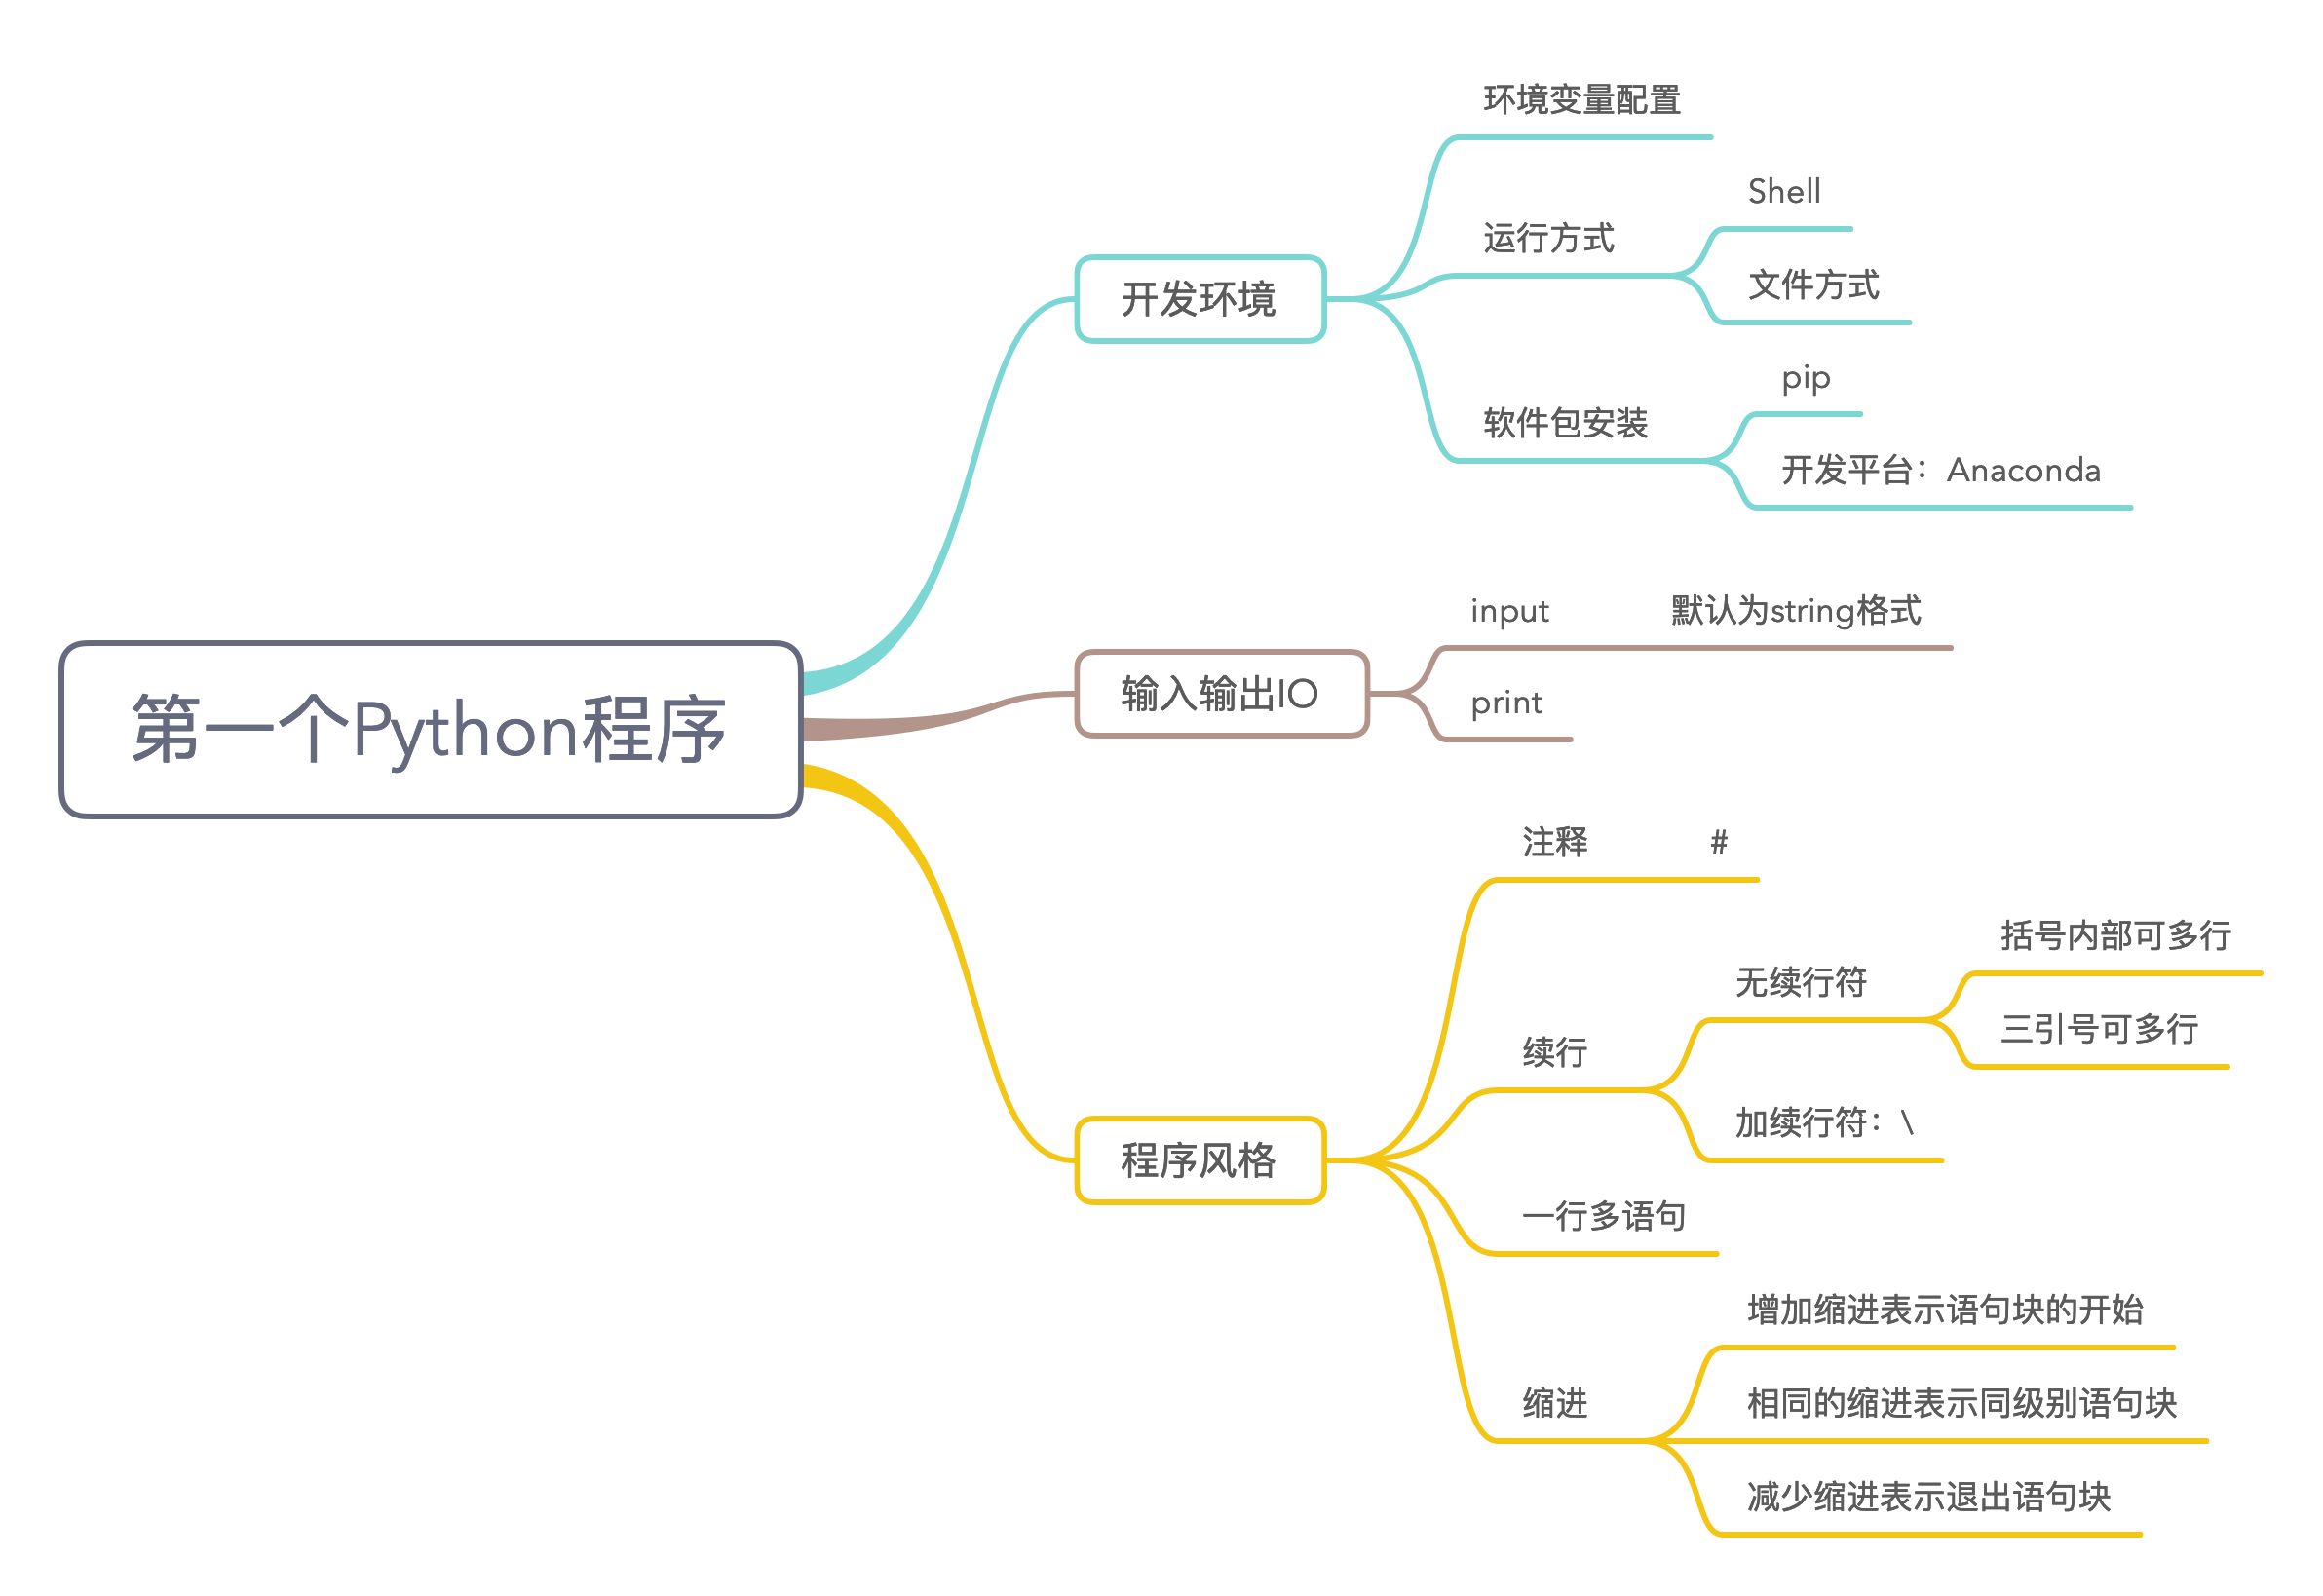 第一个Python程序
开发环境
环境变量配置
运行方式
Shell
文件方式
软件包安装
pip
开发平台：Anaconda
输入输出IO
input
默认为string格式
print
程序风格
注释
#
续行
无续行符
括号内部可多行
三引号可多行
加续行符：\
一行多语句
缩进
增加缩进表示语句块的开始
相同的缩进表示同级别语句块
减少缩进表示退出语句块